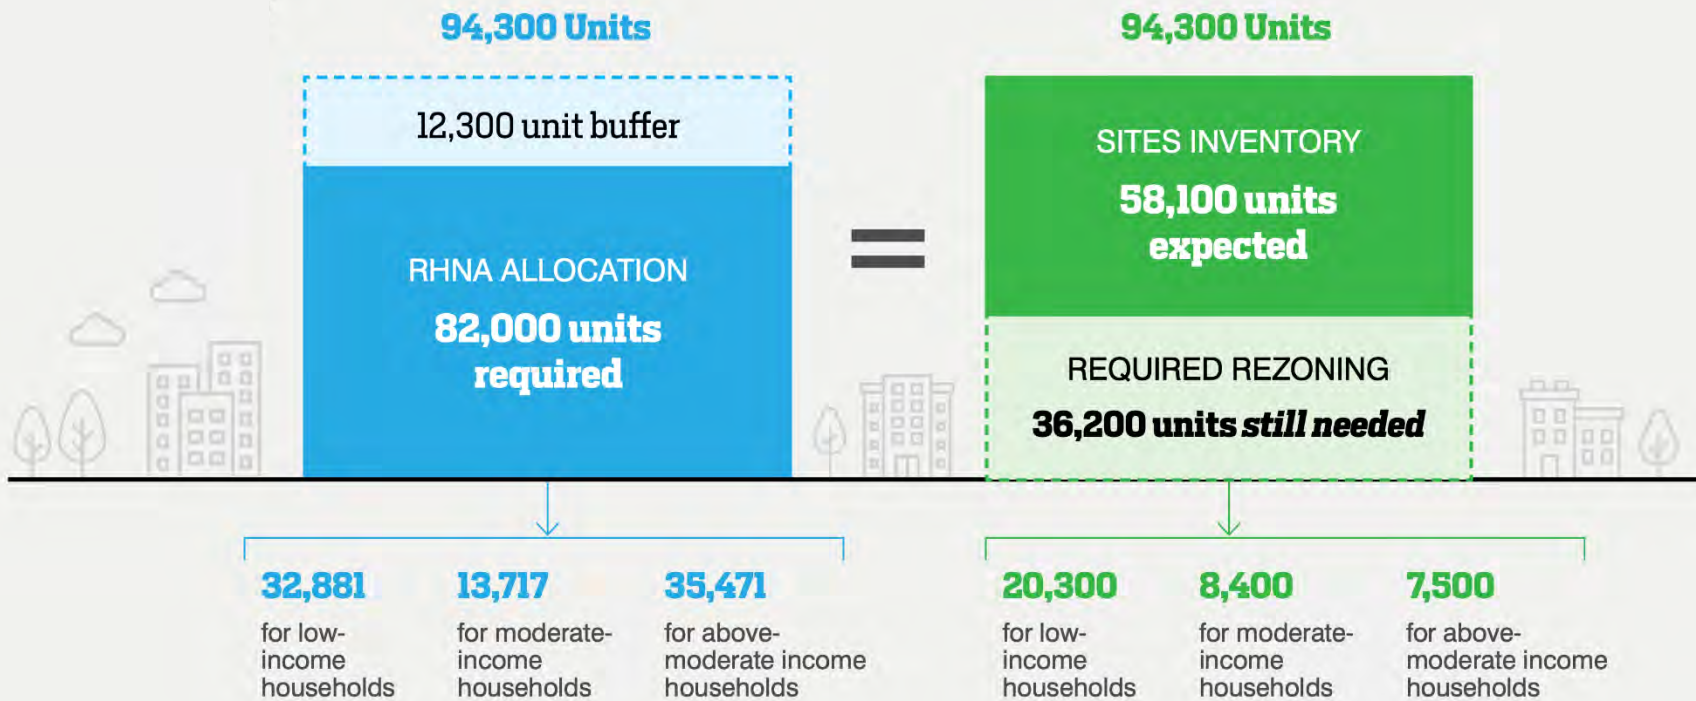 94,300 Units
12,300 unit buffer
RHNA ALLOCATION
82,000 units
required
94,300 Units
SITES INVENTORY
58,100 units
expected
REQUIRED REZONING
36,200 units still needed
=
32,881
for low-
income
households
13,717
for moderate-
income
households
35,471
for above-
moderate income
households
20,300
for low-
income
households
8,400
for moderate-
income
households
7,500
for above-
moderate income
households